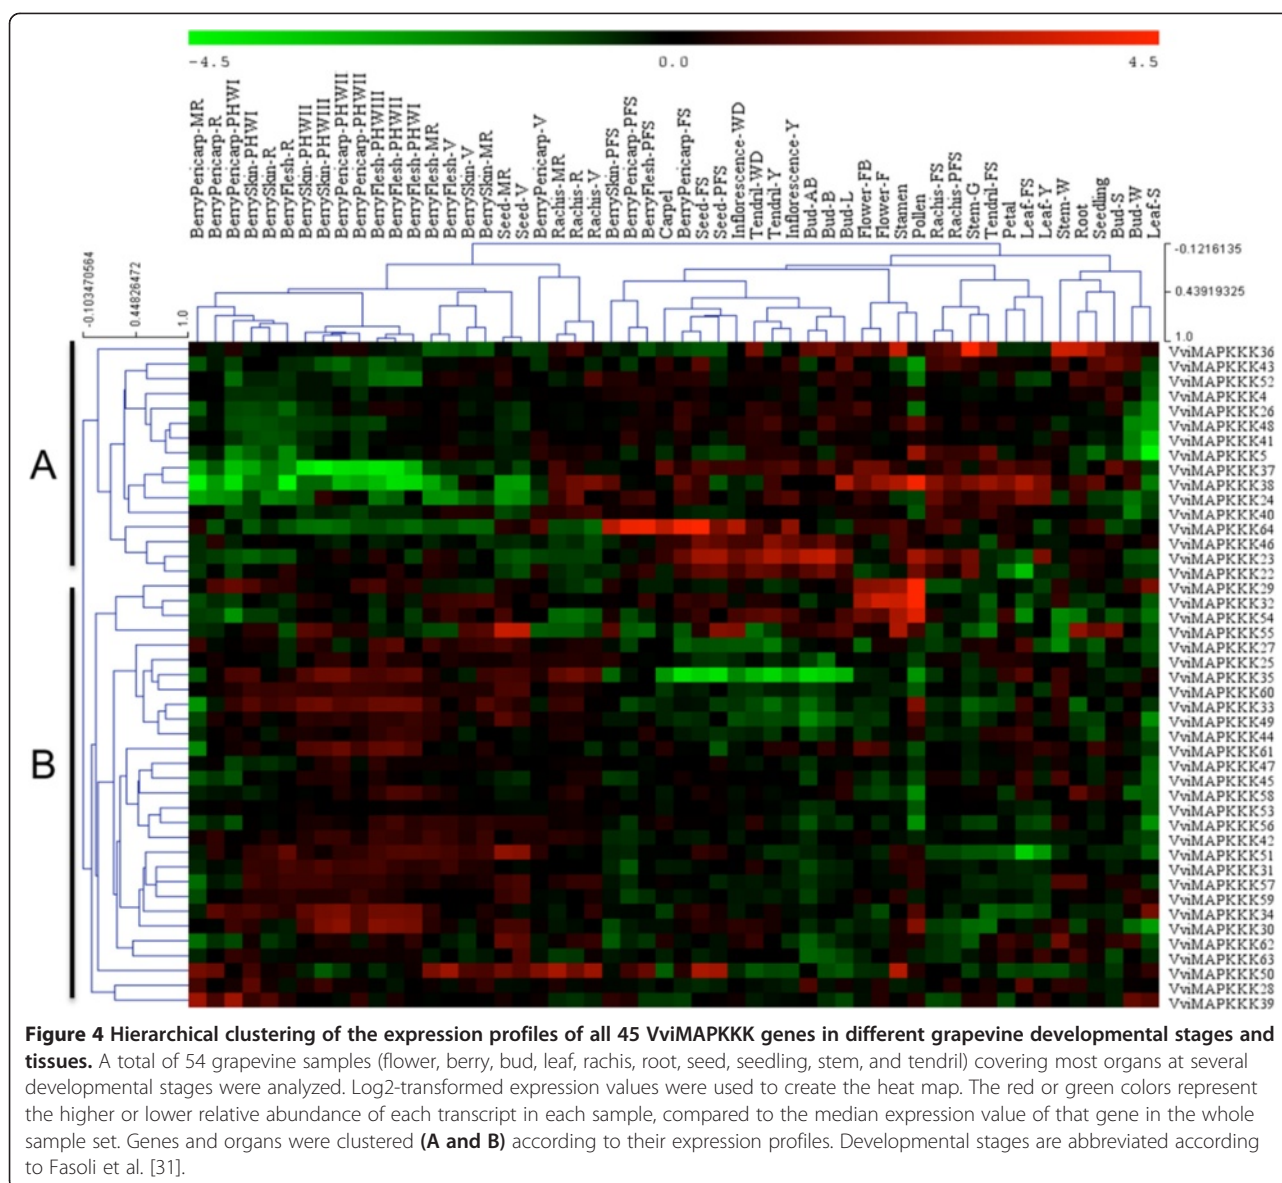 -4.5 0.0 4.5
BerryPericarp-MR
BerryPericarp-R
BerryPericarp-PHWI
BerrySkin-PHWI
BerrySkin-R
BerryFlesh-R
BerrySkin-PHWII
BerrySkin-PHWIII
BerryPericarp-PHWIII
BerryPericarp-PHWII
BerryFlesh-PHWIII
BerryFlesh-PHWII
BerryFlesh-PHWI
BerryFlesh-MR
BerryFlesh-V
BerrySkin-V
BerrySkin-MR
Seed-MR
Seed-V
BerryPericarp-V
Rachis-MR
Rachis-R
Rachis-V
BerrySkin-PFS
BerryPericarp-PFS
BerryFlesh-PFS
Carpel
BerryPericarp-FS
Seed-FS
Seed-PFS
Inflorescence-WD
Tendril-WD
Tendril-Y
Inflorescence-Y
Bud-AB
Bud-B
Bud-L
Flower-FB
Flower-F
Stamen
Pollen
Rachis-FS
Rachis-PFS
Stem-G
Tendril-FS
Petal
Leaf-FS
Leaf-Y
Stem-W
Root
Seedling
Bud-S
Bud-W
Leaf-S
-0.1216135
0.43919325
1.0
-0.103470564
0.44826472
1.0
A
B
VviMAPKKK36
VviMAPKKK43
VviMAPKKK52
VviMAPKKK4
VviMAPKKK26
VviMAPKKK48
VviMAPKKK41
VviMAPKKK5
VviMAPKKK37
VviMAPKKK38
VviMAPKKK24
VviMAPKKK40
VviMAPKKK64
VviMAPKKK46
VviMAPKKK23
VviMAPKKK22
VviMAPKKK29
VviMAPKKK32
VviMAPKKK54
VviMAPKKK55
VviMAPKKK27
VviMAPKKK25
VviMAPKKK35
VviMAPKKK60
VviMAPKKK33
VviMAPKKK49
VviMAPKKK44
VviMAPKKK61
VviMAPKKK47
VviMAPKKK45
VviMAPKKK58
VviMAPKKK53
VviMAPKKK56
VviMAPKKK42
VviMAPKKK51
VviMAPKKK31
VviMAPKKK57
VviMAPKKK59
VviMAPKKK34
VviMAPKKK30
VviMAPKKK62
VviMAPKKK63
VviMAPKKK50
VviMAPKKK28
VviMAPKKK39
Figure 4 Hierarchical clustering of the expression profiles of all 45 VviMAPKKK genes in different grapevine developmental stages and
tissues. A total of 54 grapevine samples (flower, berry, bud, leaf, rachis, root, seed, seedling, stem, and tendril) covering most organs at several
developmental stages were analyzed. Log2-transformed expression values were used to create the heat map. The red or green colors represent
the higher or lower relative abundance of each transcript in each sample, compared to the median expression value of that gene in the whole
sample set. Genes and organs were clustered (A and B) according to their expression profiles. Developmental stages are abbreviated according
to Fasoli et al. [31].